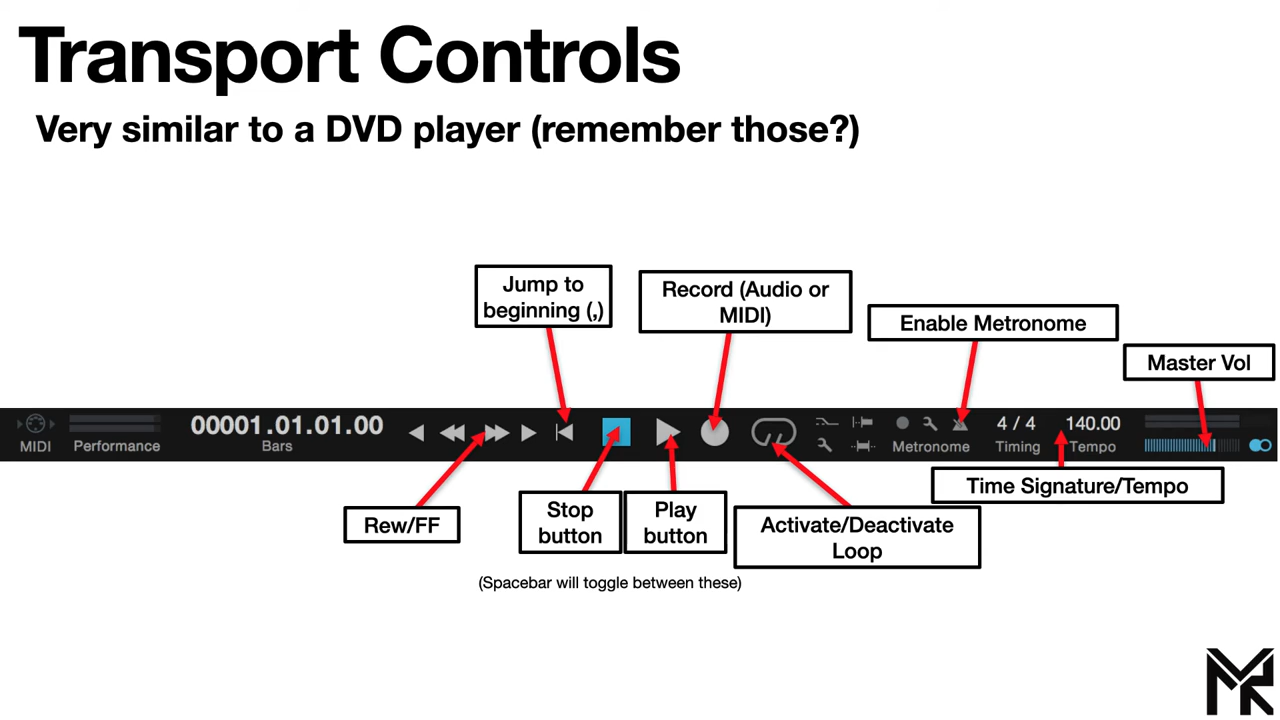 Transport Controls
Very similar to a DVD player (remember those?)
Jump to
beginning (,)
Record (Audio or
MIDI)
Enable Metronome
Master Vol
MIDI
Performance
00001.01.01.00
Bars
Metronome
4 / 4
Timing
140.00
Tempo
Rew/FF
Stop
button
Play
button
Activate/Deactivate
Loop
Time Signature/Tempo
(Spacebar will toggle between these)